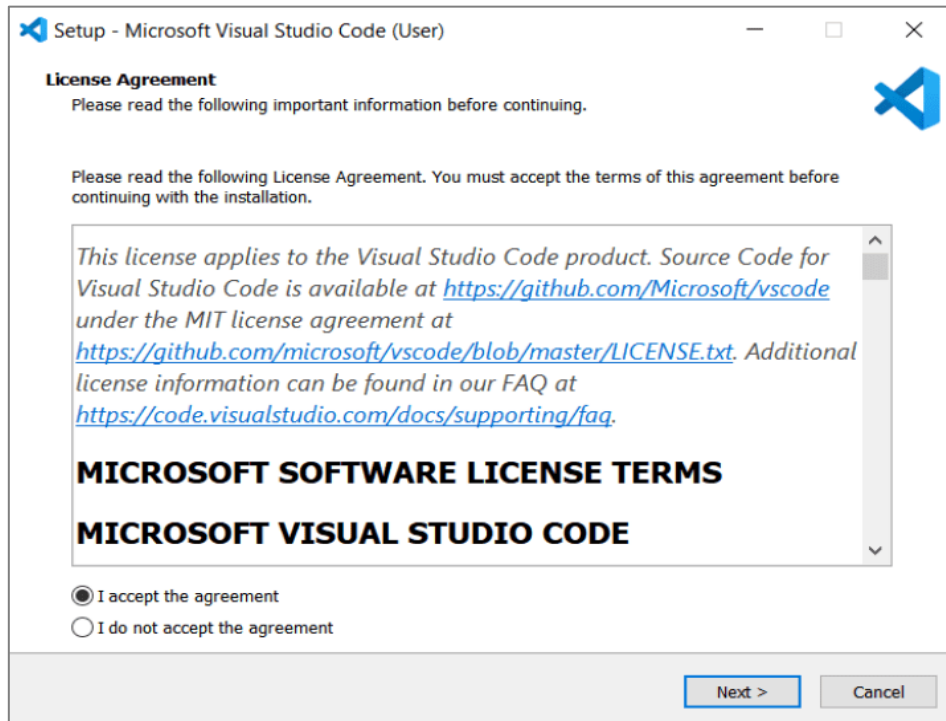 Setup - Microsoft Visual Studio Code (User)
License Agreement
Please read the following important information before continuing.
Please read the following License Agreement. You must accept the terms of this agreement before
continuing with the installation.
This license applies to the Visual Studio Code product. Source Code for
Visual Studio Code is available at https://github.com/Microsoft/vscode
under the MIT license agreement at
https://github.com/microsoft/vscode/blob/master/LICENSE.txt. Additional
license information can be found in our FAQ at
https://code.visualstudio.com/docs/supporting/faq.
MICROSOFT SOFTWARE LICENSE TERMS
MICROSOFT VISUAL STUDIO CODE
I accept the agreement
I do not accept the agreement
Next >
Cancel